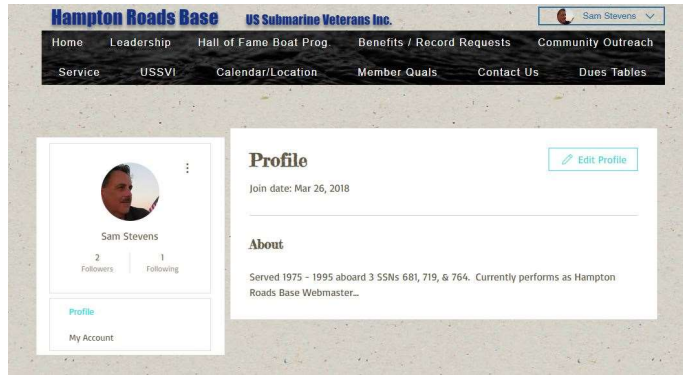 Hampton Roads Base US Submarine Veterans Inc.
Sam Stevens
Home Leadership Hall of Fame Boat Prog. Benefits / Record Requests Community Outreach
Service USSVI Calendar/Location Member Quals Contact Us Dues Tables
Sam Stevens
2 1
Followers Following
Profile
My Account
Profile
Edit Profile
Join date: Mar 26, 2018
About
Served 1975 - 1995 aboard 3 SSNs 681, 719, & 764. Currently performs as Hampton
Roads Base Webmaster...